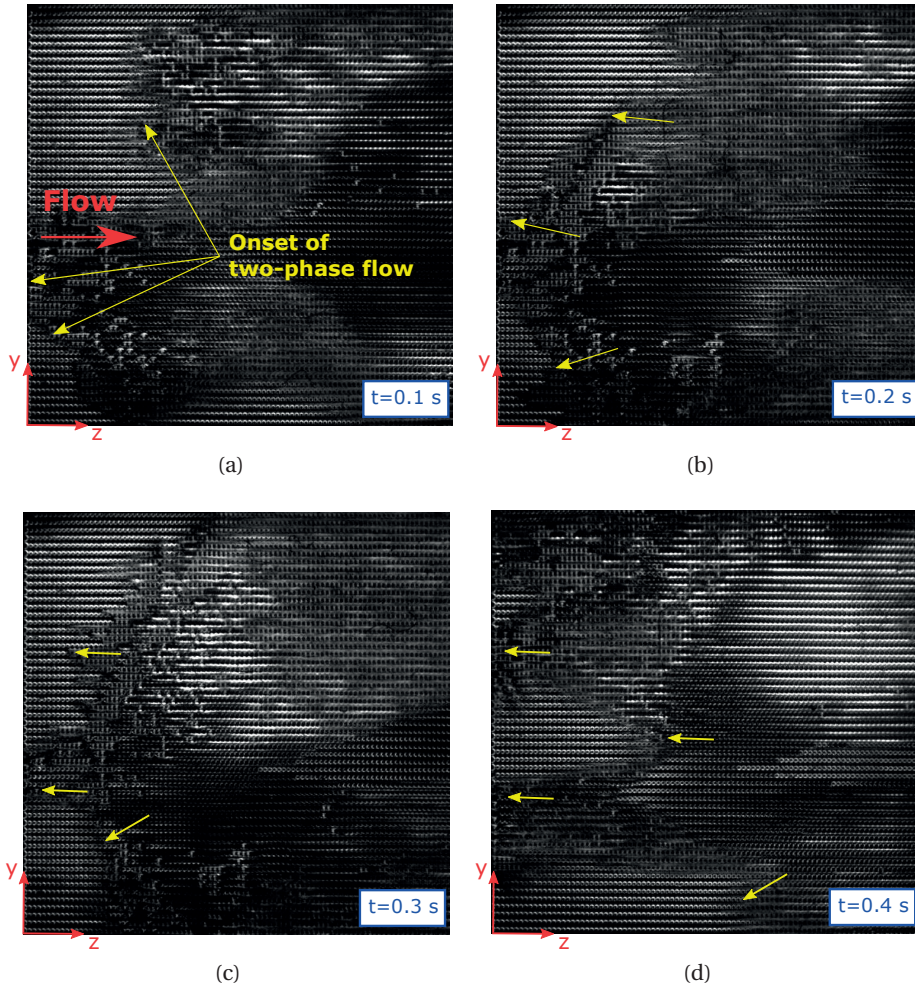 Flow
Onset of
two-phase flow
y
z
t=0.1 s
(a)
y
z
t=0.2 s
(b)
y
z
t=0.3 s
(c)
y
z
t=0.4 s
(d)